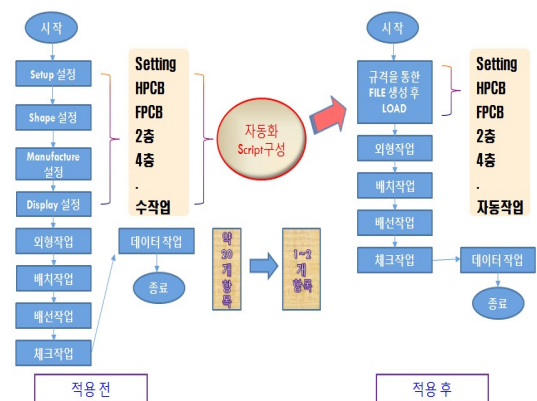 시작
Setup 설정
Shape 설정
Manufacture
설정
Display 설정
외형작업
배치작업
배선작업
체크작업
Setting
HPCB
FPCB
2층
4층
.
수작업
데이터 작업
종료
자동화
Script구성
약
30
개 항
목
1~2
개
항목
시작
규격을 통한
FILE 생성 후
LOAD
외형작업
배치작업
배선작업
체크작업
Setting
HPCB
FPCB
2층
4층
.
자동작업
데이터 작업
종료
적용 전
적용 후